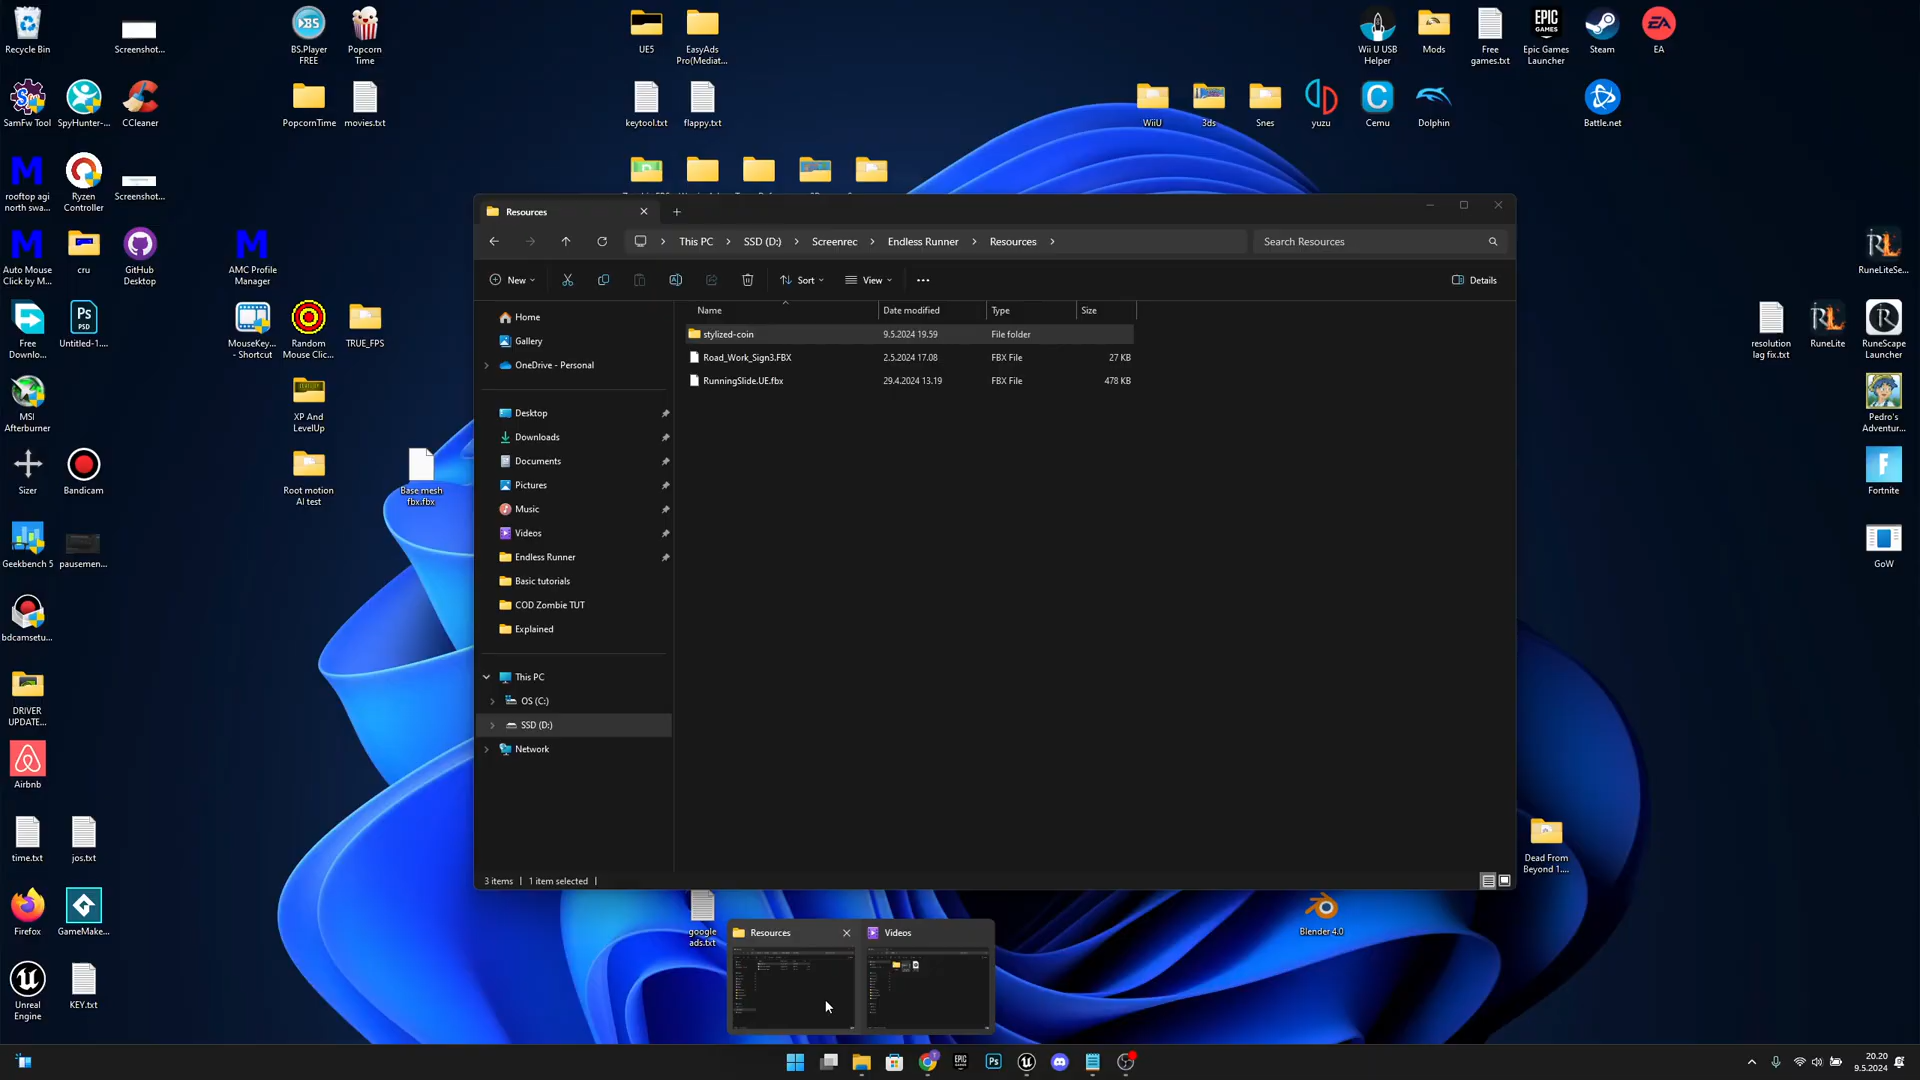 Recycle Bin
Screenshot...
BS.Player
FREE
Popcorn
Time
UE5
EasyAds
Pro(Mediat...
Wii U USB
Helper
Mods
Free
games.txt
Epic Games
Launcher
Steam
EA
SamFw Tool
SpyHunter-...
CCleaner
PopcornTime
movies.txt
keytool.txt
flappy.txt
WiiU
3ds
Snes
yuzu
Cemu
Dolphin
Battle.net
rooftop agi
north swa...
Ryzen
Controller
Screenshot...
Auto Mouse
Click by M...
cru
GitHub
Desktop
AMC Profile
Manager
RuneLiteSe...
Free
Downlo...
Untitled-1....
MouseKey...
- Shortcut
Random
Mouse Clic...
TRUE_FPS
resolution
lag fix.txt
RuneLite
RuneScape
Launcher
MSI
Afterburner
XP And
LevelUp
Pedro's
Adventur...
Sizer
Bandicam
Root motion
AI test
Base mesh
fbx.fbx
Fortnite
Geekbench 5
pausemen...
GoW
bdcamsetu...
DRIVER
UPDATE...
Airbnb
time.txt
jos.txt
Dead From
Beyond 1....
Firefox
GameMake...
google
ads.txt
Blender 4.0
Unreal
Engine
KEY.txt
Resources
This PC
SSD (D:)
Screenrec
Endless Runner
Resources
Search Resources
New
Sort
View
Details
Name
Date modified
Type
Size
stylized-coin
9.5.2024 19.59
File folder
Road_Work_Sign3.FBX
2.5.2024 17.08
FBX File
27 KB
RunningSlide.UE.fbx
29.4.2024 13.19
FBX File
478 KB
Home
Gallery
OneDrive - Personal
Desktop
Downloads
Documents
Pictures
Music
Videos
Endless Runner
Basic tutorials
COD Zombie TUT
Explained
This PC
OS (C:)
SSD (D:)
Network
3 items
1 item selected
Resources
Videos
20.20
9.5.2024